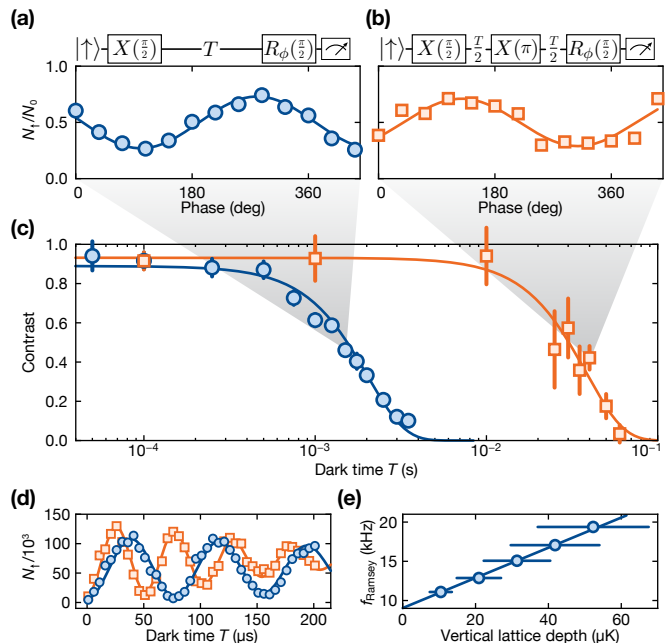 (a)
|↑⟩ X(π/2) T R_ϕ(π/2)
N↑/N₀
1.0
0.5
0
0 180 360
Phase (deg)
(b)
|↑⟩ X(π/2) T/2 X(π) T/2 R_ϕ(π/2)
0 180 360
Phase (deg)
(c)
Contrast
1.0
0.8
0.6
0.4
0.2
0.0
10⁻⁴ 10⁻³ 10⁻² 10⁻¹
Dark time T (s)
(d)
N↑/10³
150
100
50
0
0 50 100 150 200
Dark time T (µs)
(e)
f_Ramsey (kHz)
20
15
10
0 20 40 60
Vertical lattice depth (µK)